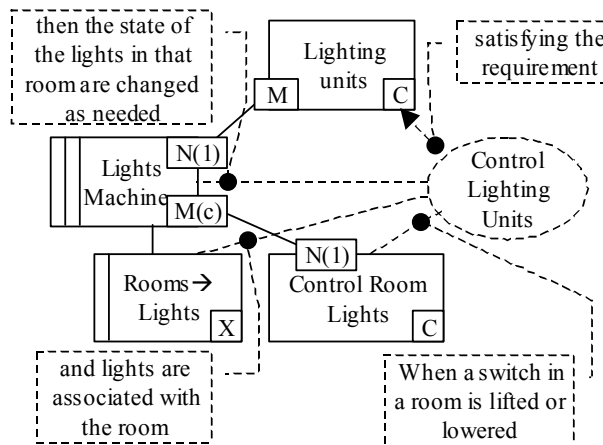 then the state of
the lights in that
room are changed
as needed
Lighting
units
M
C
satisfying the
requirement
N(1)
Lights
Machine
M(c)
Control
Lighting
Units
Rooms→
Lights
X
N(1)
Control Room
Lights
C
and lights are
associated with
the room
When a switch in
a room is lifted or
lowered